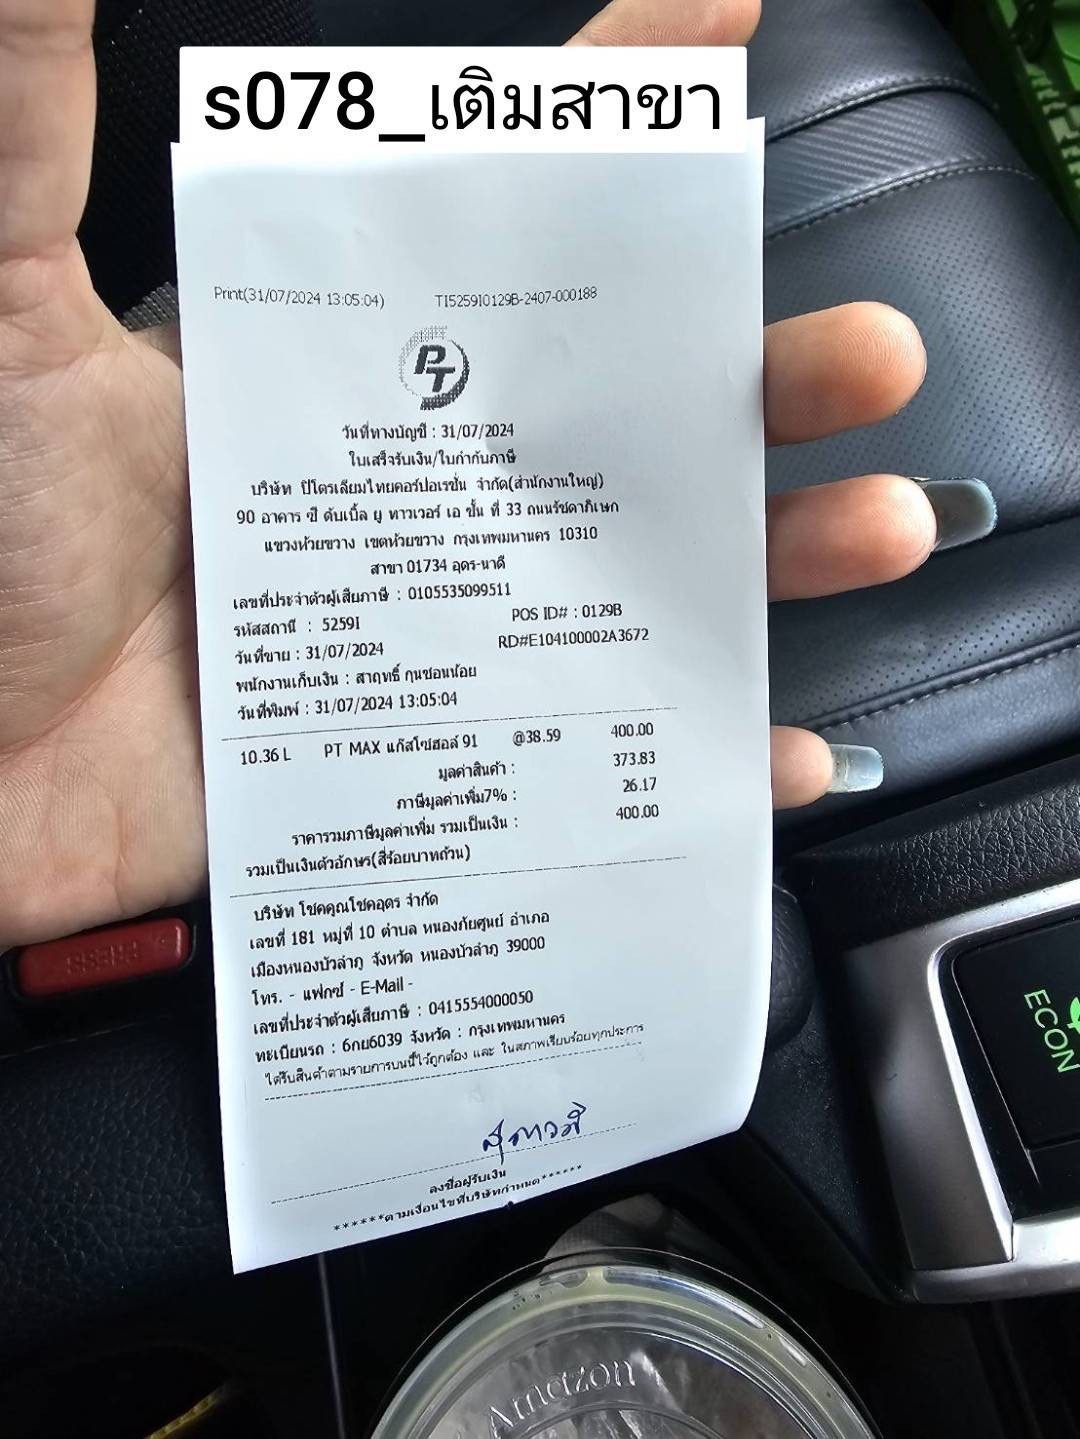 s078_เติมสาขา
Print(31/07/2024 13:05:04) TI5259I0129B-2407-000188
PT
วันที่ทางบัญชี : 31/07/2024
ใบเสร็จรับเงิน/ใบกำกับภาษี
บริษัท ปิโตรเลียมไทยคอร์ปอเรชั่น จำกัด(สำนักงานใหญ่)
90 อาคาร ซี ดับเบิ้ล ยู ทาวเวอร์ เอ ชั้น ที่ 33 ถนนรัชดาภิเษก
แขวงห้วยขวาง เขตห้วยขวาง กรุงเทพมหานคร 10310
สาขา 01734 อุดร-นาดี
เลขที่ประจำตัวผู้เสียภาษี : 0105535099511
รหัสสถานี : 5259I POS ID# : 0129B
วันที่ขาย : 31/07/2024 RD#E104100002A3672
พนักงานเก็บเงิน : สาฤทธิ์ กุนซอนน้อย
วันที่พิมพ์ : 31/07/2024 13:05:04
10.36 L PT MAX แก๊สโซฮอล์ 91 @38.59 400.00
มูลค่าสินค้า : 373.83
ภาษีมูลค่าเพิ่ม7% : 26.17
ราคารวมภาษีมูลค่าเพิ่ม รวมเป็นเงิน : 400.00
รวมเป็นเงินตัวอักษร(สี่ร้อยบาทถ้วน)
บริษัท โชคคูณโชคอุดร จำกัด
เลขที่ 181 หมู่ที่ 10 ตำบล หนองภัยศูนย์ อำเภอ
เมืองหนองบัวลำภู จังหวัด หนองบัวลำภู 39000
โทร. - แฟกซ์ - E-Mail -
เลขที่ประจำตัวผู้เสียภาษี : 0415554000050
ทะเบียนรถ : 6กย6039 จังหวัด : กรุงเทพมหานคร
ได้รับสินค้าตามรายการบนนี้ไว้ถูกต้อง และ ในสภาพเรียบร้อยทุกประการ
สุภาวดี
ลงชื่อผู้รับเงิน
******ตามเงื่อนไขที่บริษัทกำหนด******
PRESS
ECON
Amazon